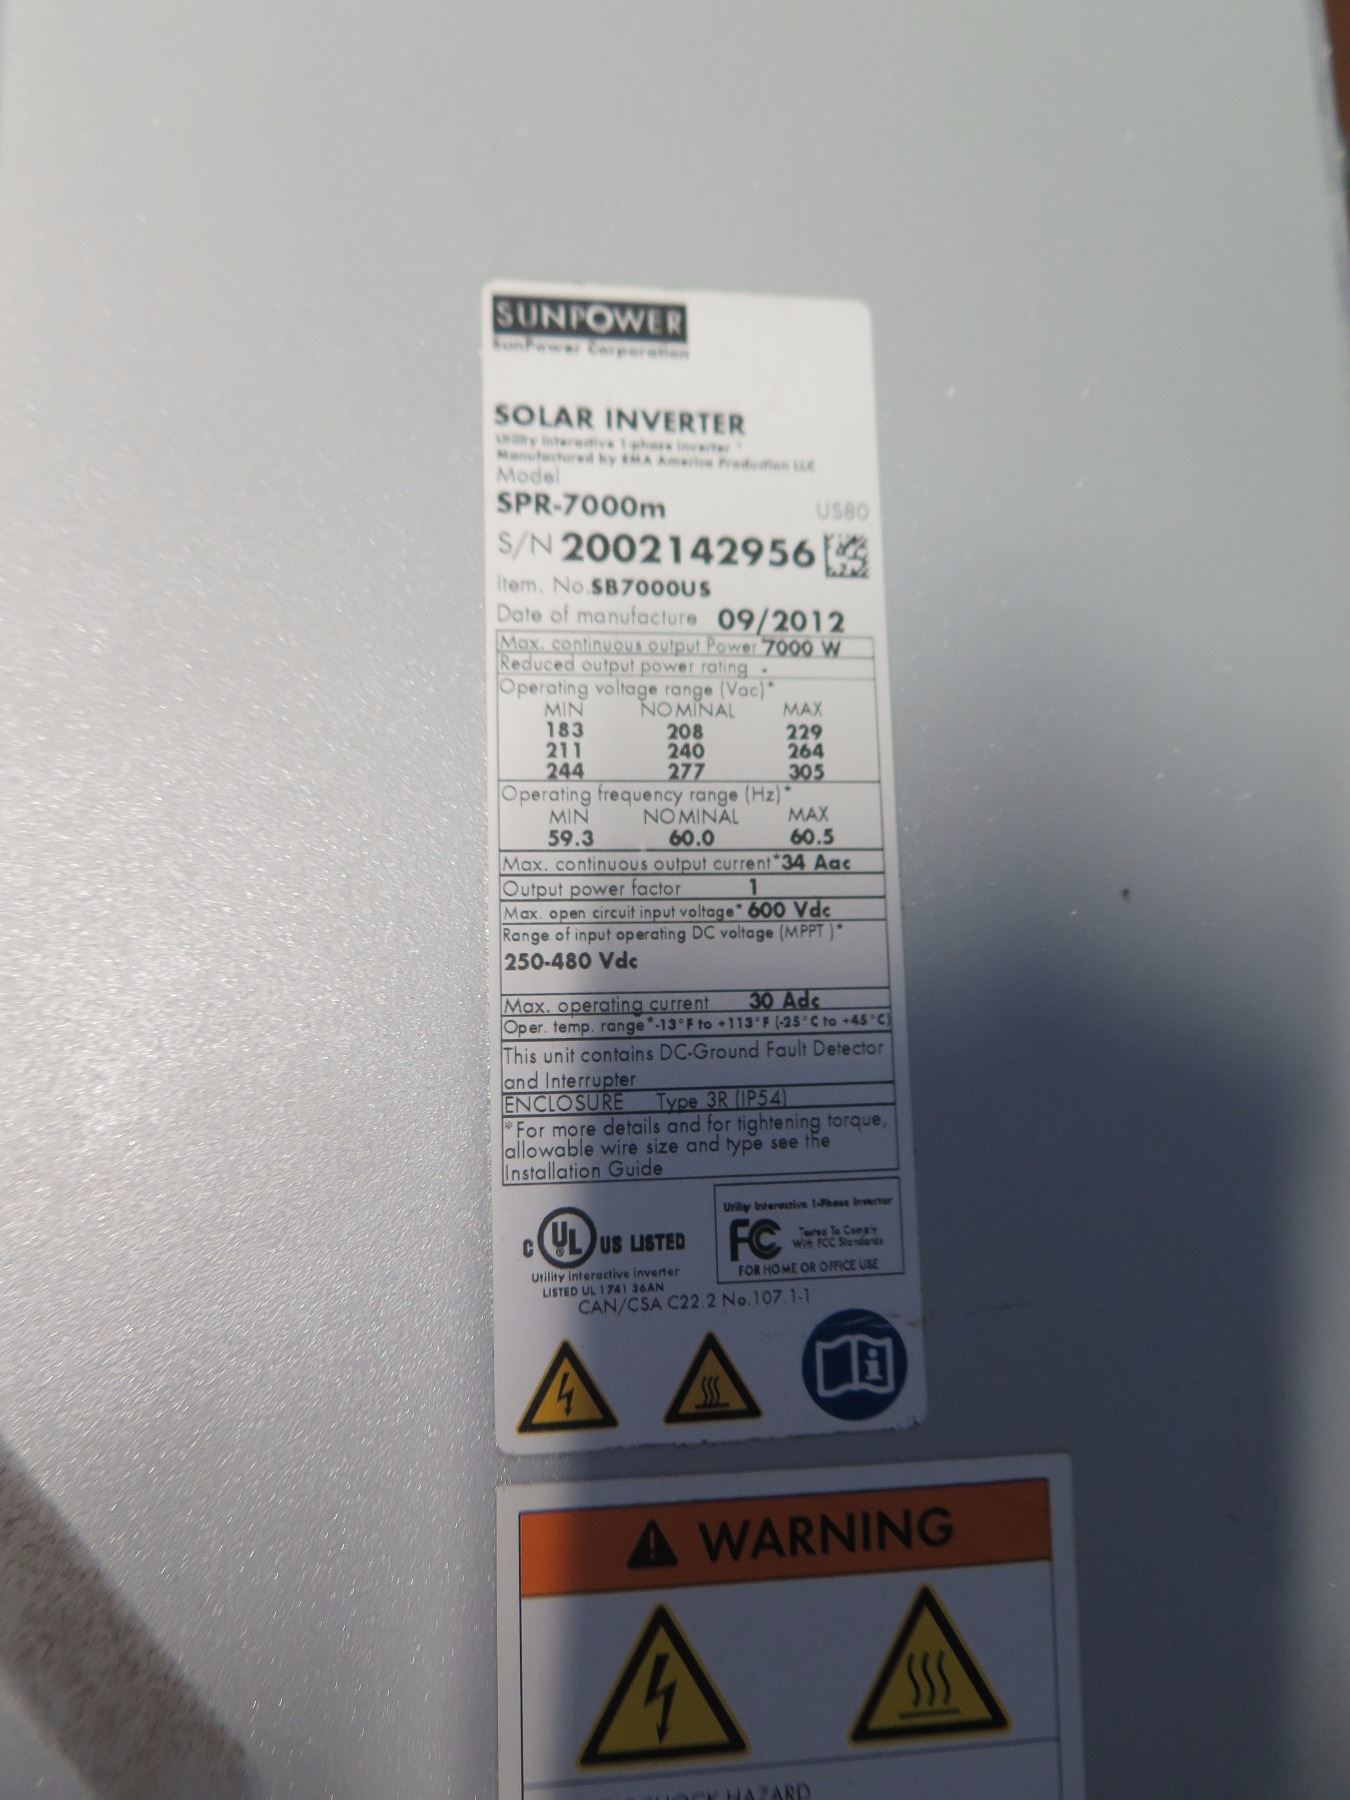 SUNPOWER
SunPower Corporation
SOLAR INVERTER
Utility Interactive 1-phase inverter *
Manufactured by SMA America Production LLC
Model
SPR-7000m US80
S/N 2002142956
Item. No. SB7000US
Date of manufacture 09/2012
Max. continuous output Power 7000 W
Reduced output power rating -
Operating voltage range (Vac)*
MIN NOMINAL MAX
183 208 229
211 240 264
244 277 305
Operating frequency range (Hz)*
MIN NOMINAL MAX
59.3 60.0 60.5
Max. continuous output current* 34 Aac
Output power factor 1
Max. open circuit input voltage* 600 Vdc
Range of input operating DC voltage (MPPT )*
250-480 Vdc
Max. operating current 30 Adc
Oper. temp. range* -13°F to +113°F (-25°C to +45°C)
This unit contains DC-Ground Fault Detector
and Interrupter
ENCLOSURE Type 3R (IP54)
*For more details and for tightening torque,
allowable wire size and type see the
Installation Guide
C UL ® US LISTED
Utility interactive inverter
LISTED UL 1741 36AN
CAN/CSA C22.2 No.107.1-1
Utility Interactive 1-Phase Inverter
FC Tested To Comply
With FCC Standards
FOR HOME OR OFFICE USE
i
WARNING
SHOCK HAZARD